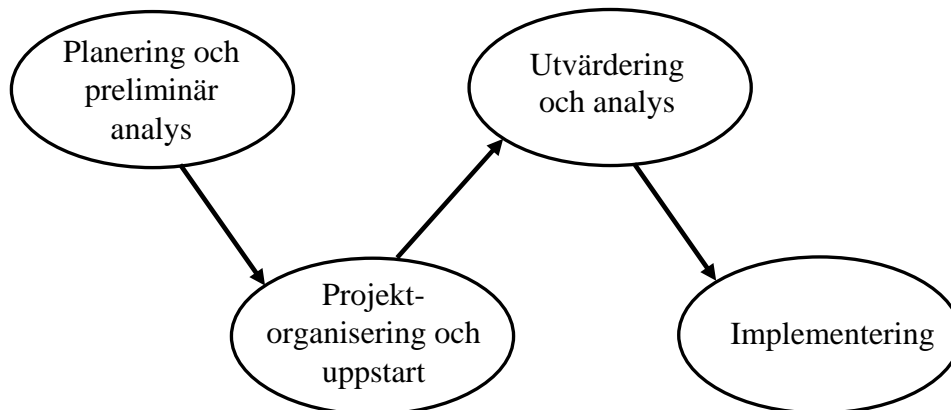 Planering och
preliminär
analys
Utvärdering
och analys
Projekt-
organisering och
uppstart
Implementering